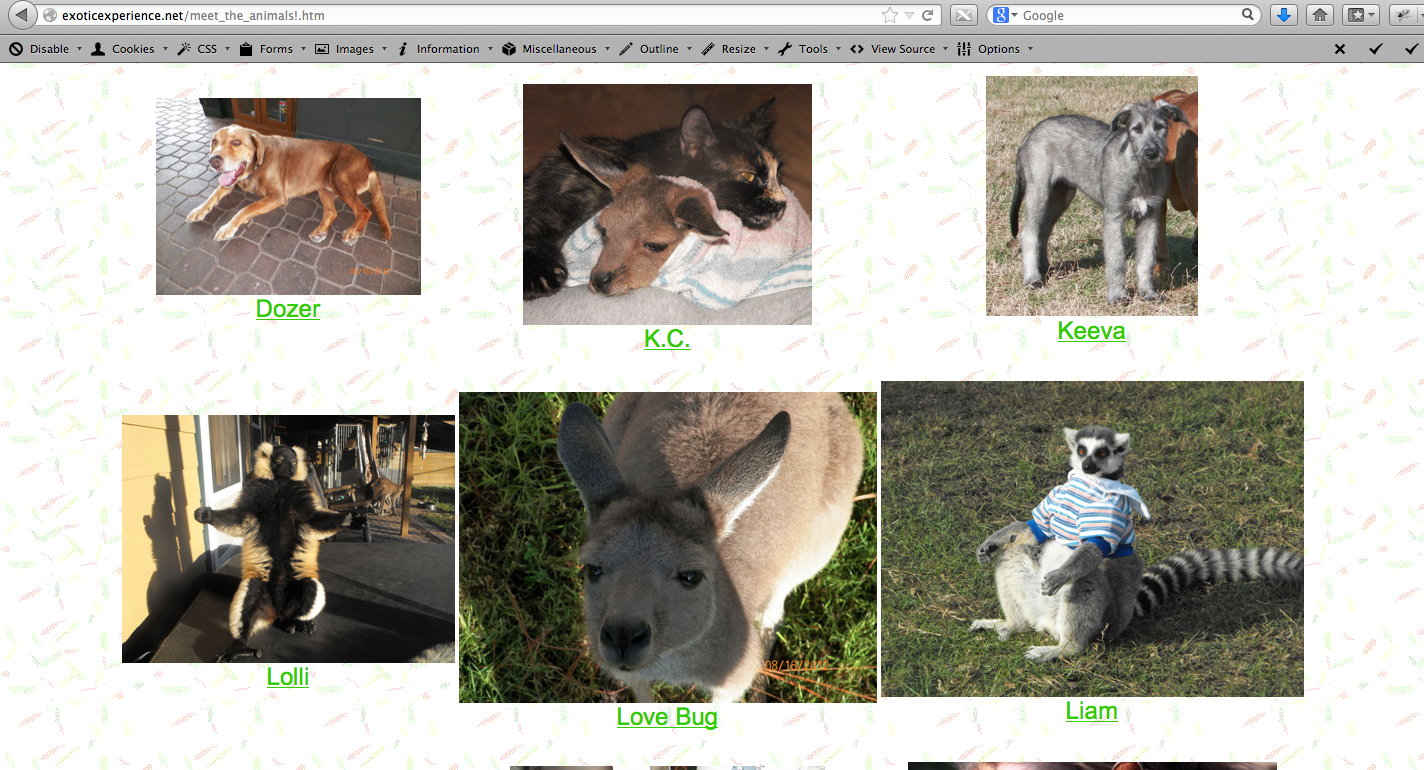 exoticexperience.net/meet_the_animals!.htm
Google
Disable Cookies CSS Forms Images Information Miscellaneous Outline Resize Tools View Source Options
Dozer
K.C.
Keeva
Lolli
Love Bug
Liam